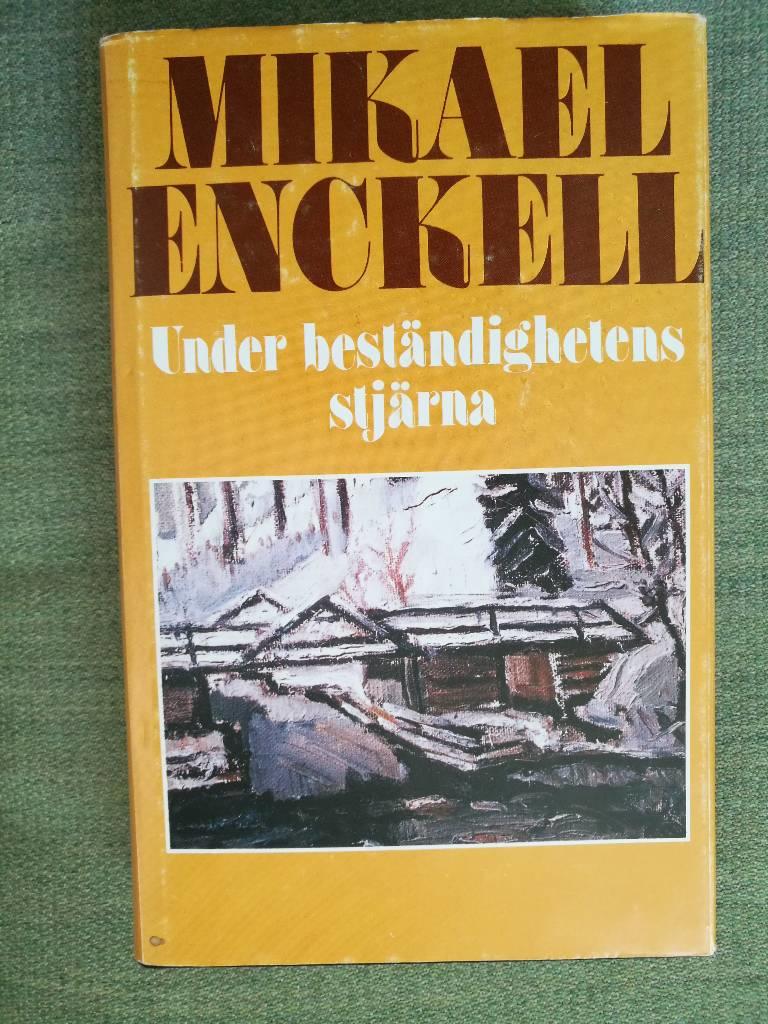 MIKAEL
ENCKELL
Under beständighetens
stjärna